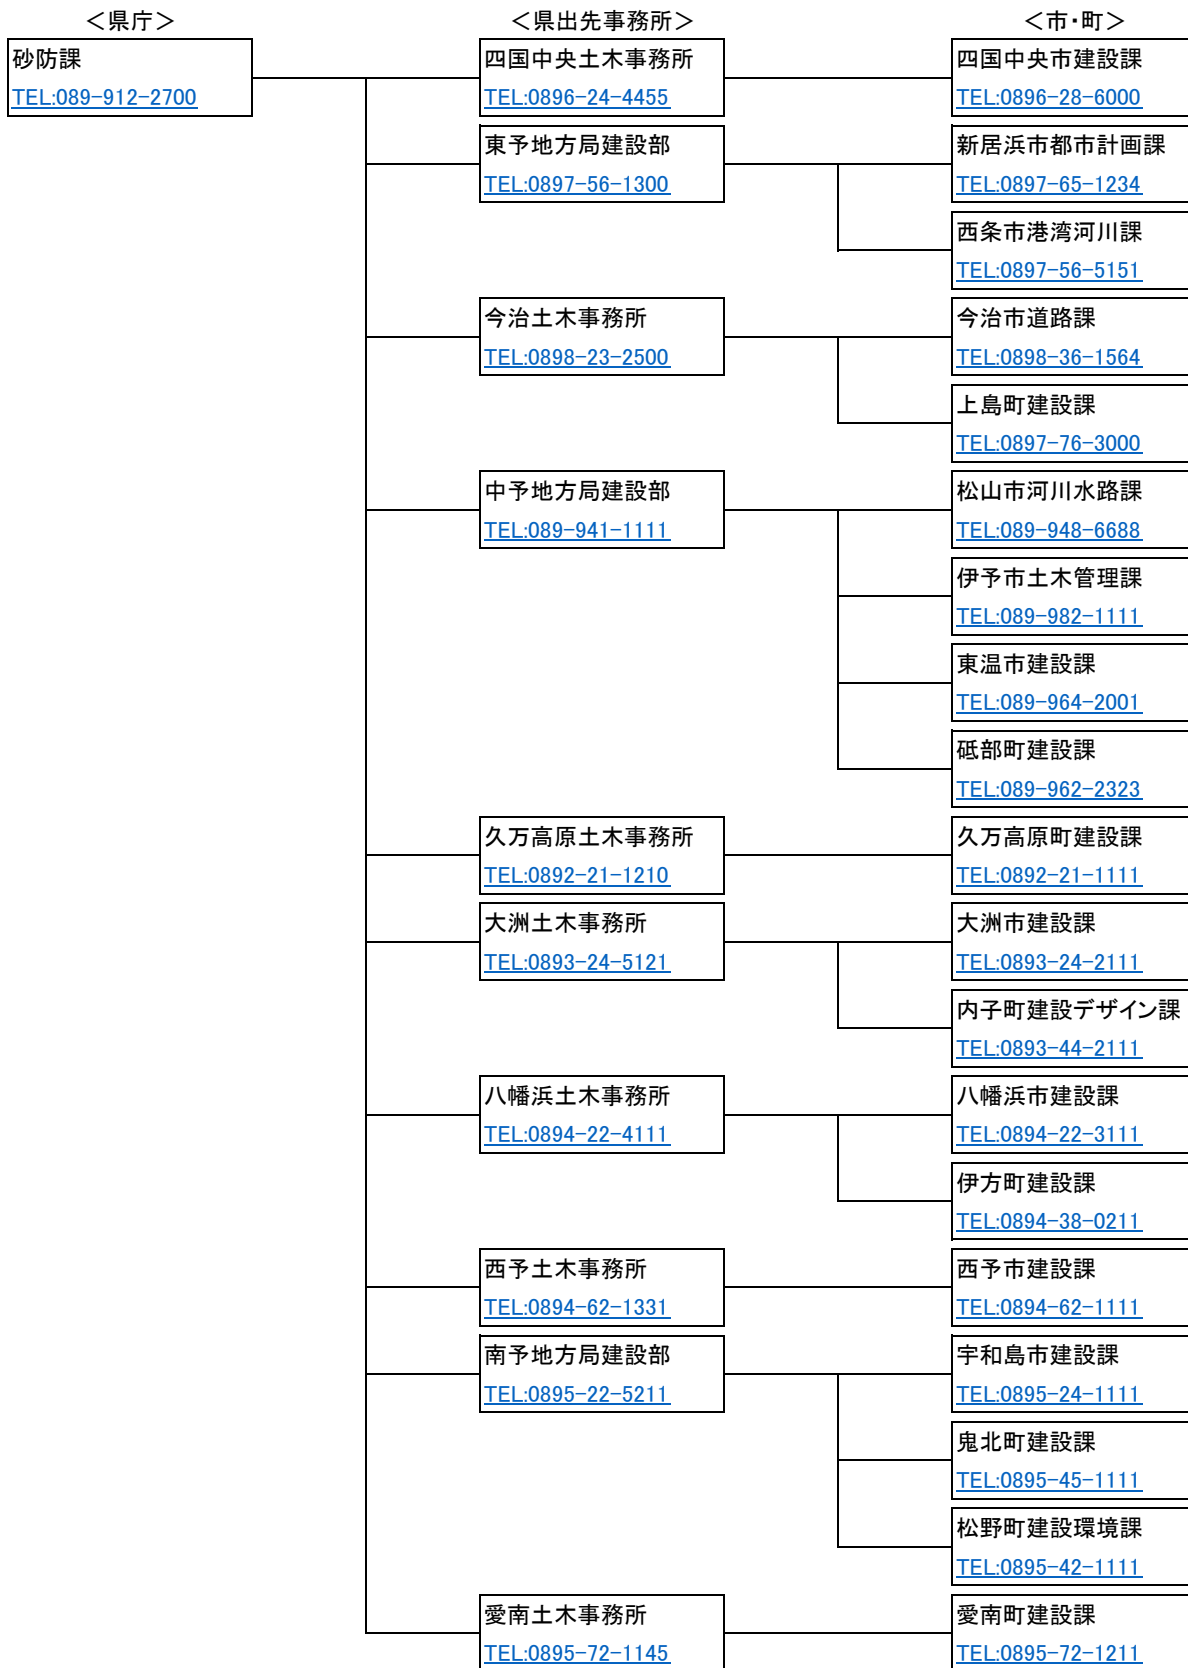 ＜県庁＞
＜県出先事務所＞
＜市・町＞
砂防課
TEL:089-912-2700
四国中央土木事務所
TEL:0896-24-4455
四国中央市建設課
TEL:0896-28-6000
東予地方局建設部
TEL:0897-56-1300
新居浜市都市計画課
TEL:0897-65-1234
西条市港湾河川課
TEL:0897-56-5151
今治土木事務所
TEL:0898-23-2500
今治市道路課
TEL:0898-36-1564
上島町建設課
TEL:0897-76-3000
中予地方局建設部
TEL:089-941-1111
松山市河川水路課
TEL:089-948-6688
伊予市土木管理課
TEL:089-982-1111
東温市建設課
TEL:089-964-2001
砥部町建設課
TEL:089-962-2323
久万高原土木事務所
TEL:0892-21-1210
久万高原町建設課
TEL:0892-21-1111
大洲土木事務所
TEL:0893-24-5121
大洲市建設課
TEL:0893-24-2111
内子町建設デザイン課
TEL:0893-44-2111
八幡浜土木事務所
TEL:0894-22-4111
八幡浜市建設課
TEL:0894-22-3111
伊方町建設課
TEL:0894-38-0211
西予土木事務所
TEL:0894-62-1331
西予市建設課
TEL:0894-62-1111
南予地方局建設部
TEL:0895-22-5211
宇和島市建設課
TEL:0895-24-1111
鬼北町建設課
TEL:0895-45-1111
松野町建設環境課
TEL:0895-42-1111
愛南土木事務所
TEL:0895-72-1145
愛南町建設課
TEL:0895-72-1211